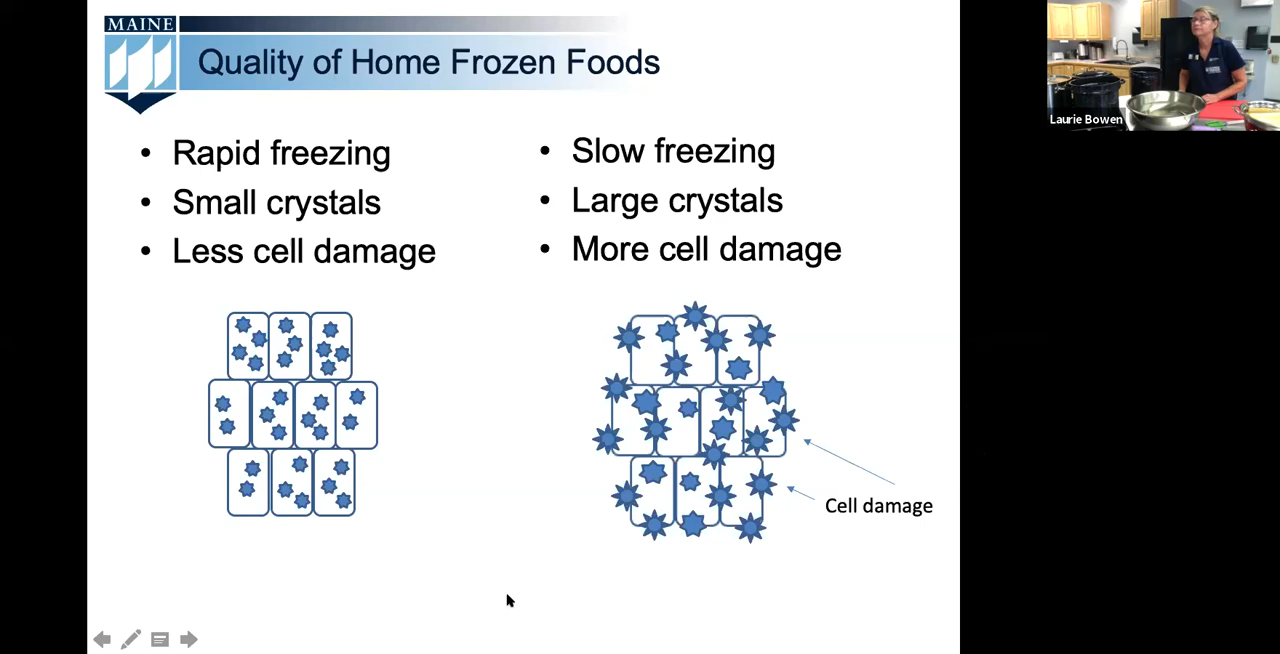 MAINE
Quality of Home Frozen Foods
• Rapid freezing
• Small crystals
• Less cell damage
• Slow freezing
• Large crystals
• More cell damage
Cell damage
Laurie Bowen